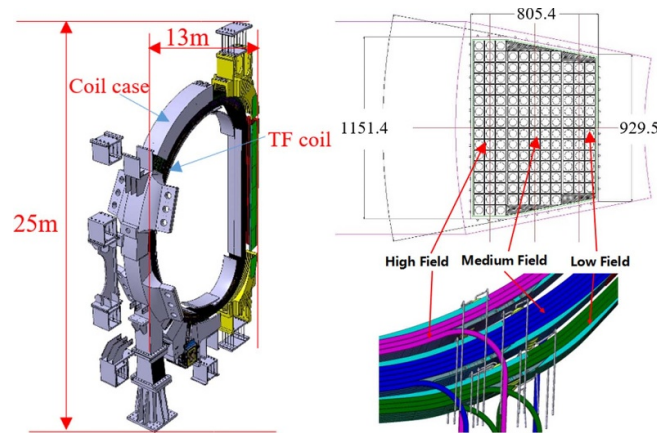 13m
Coil case
TF coil
25m
805.4
1151.4
929.5
High Field
Medium Field
Low Field